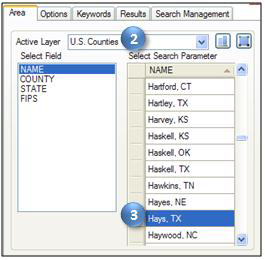 Area Options Keywords Results Search Management
Active Layer U.S. Counties 2
Select Field Select Search Parameter
NAME
COUNTY
STATE
FIPS
NAME
Hartford, CT
Hartley, TX
Harvey, KS
Haskell, KS
Haskell, OK
Haskell, TX
Hawkins, TN
Hayes, NE
3 Hays, TX
Haywood, NC